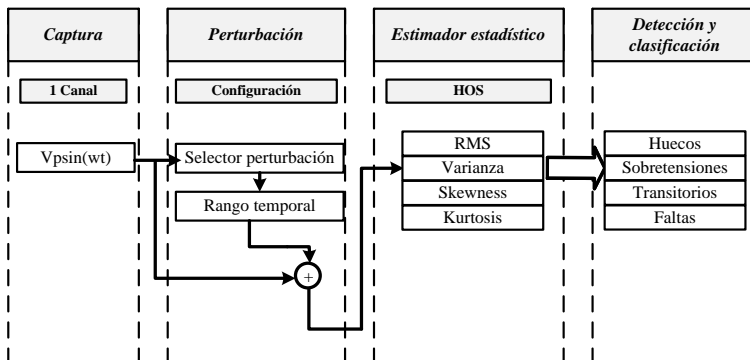 Captura
Perturbación
Estimador estadístico
Detección y
clasificación
1 Canal
Configuración
HOS
Vpsin(wt)
Selector perturbación
Rango temporal
+
RMS
Varianza
Skewness
Kurtosis
Huecos
Sobretensiones
Transitorios
Faltas